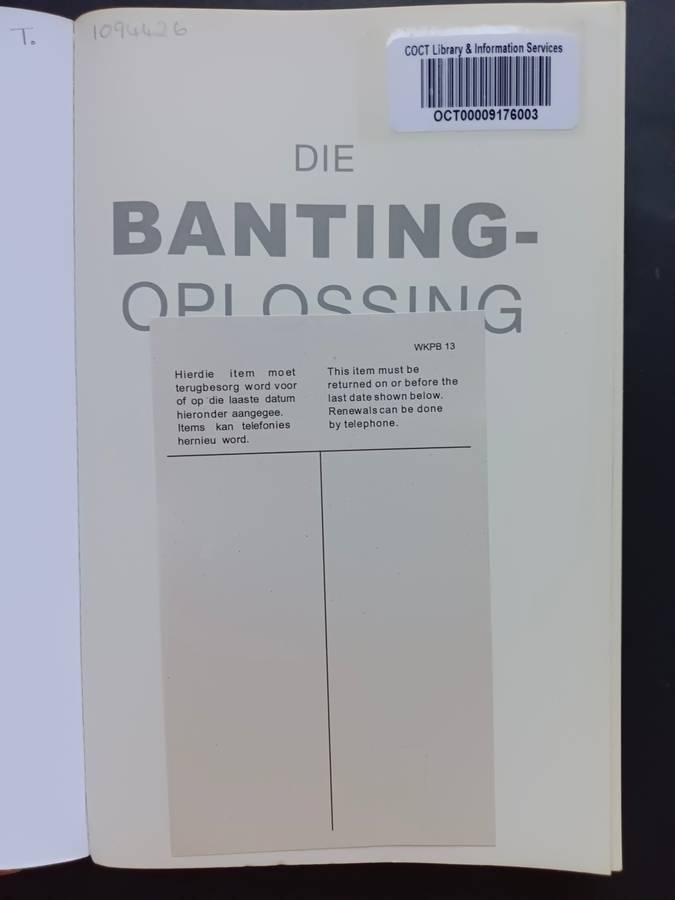 T.
1094426
COCT Library & Information Services
OCT00009176003
DIE
BANTING-
OPLOSSING
WKPB 13
Hierdie item moet
terugbesorg word voor
of op die laaste datum
hieronder aangegee.
Items kan telefonies
hernieu word.
This item must be
returned on or before the
last date shown below.
Renewals can be done
by telephone.